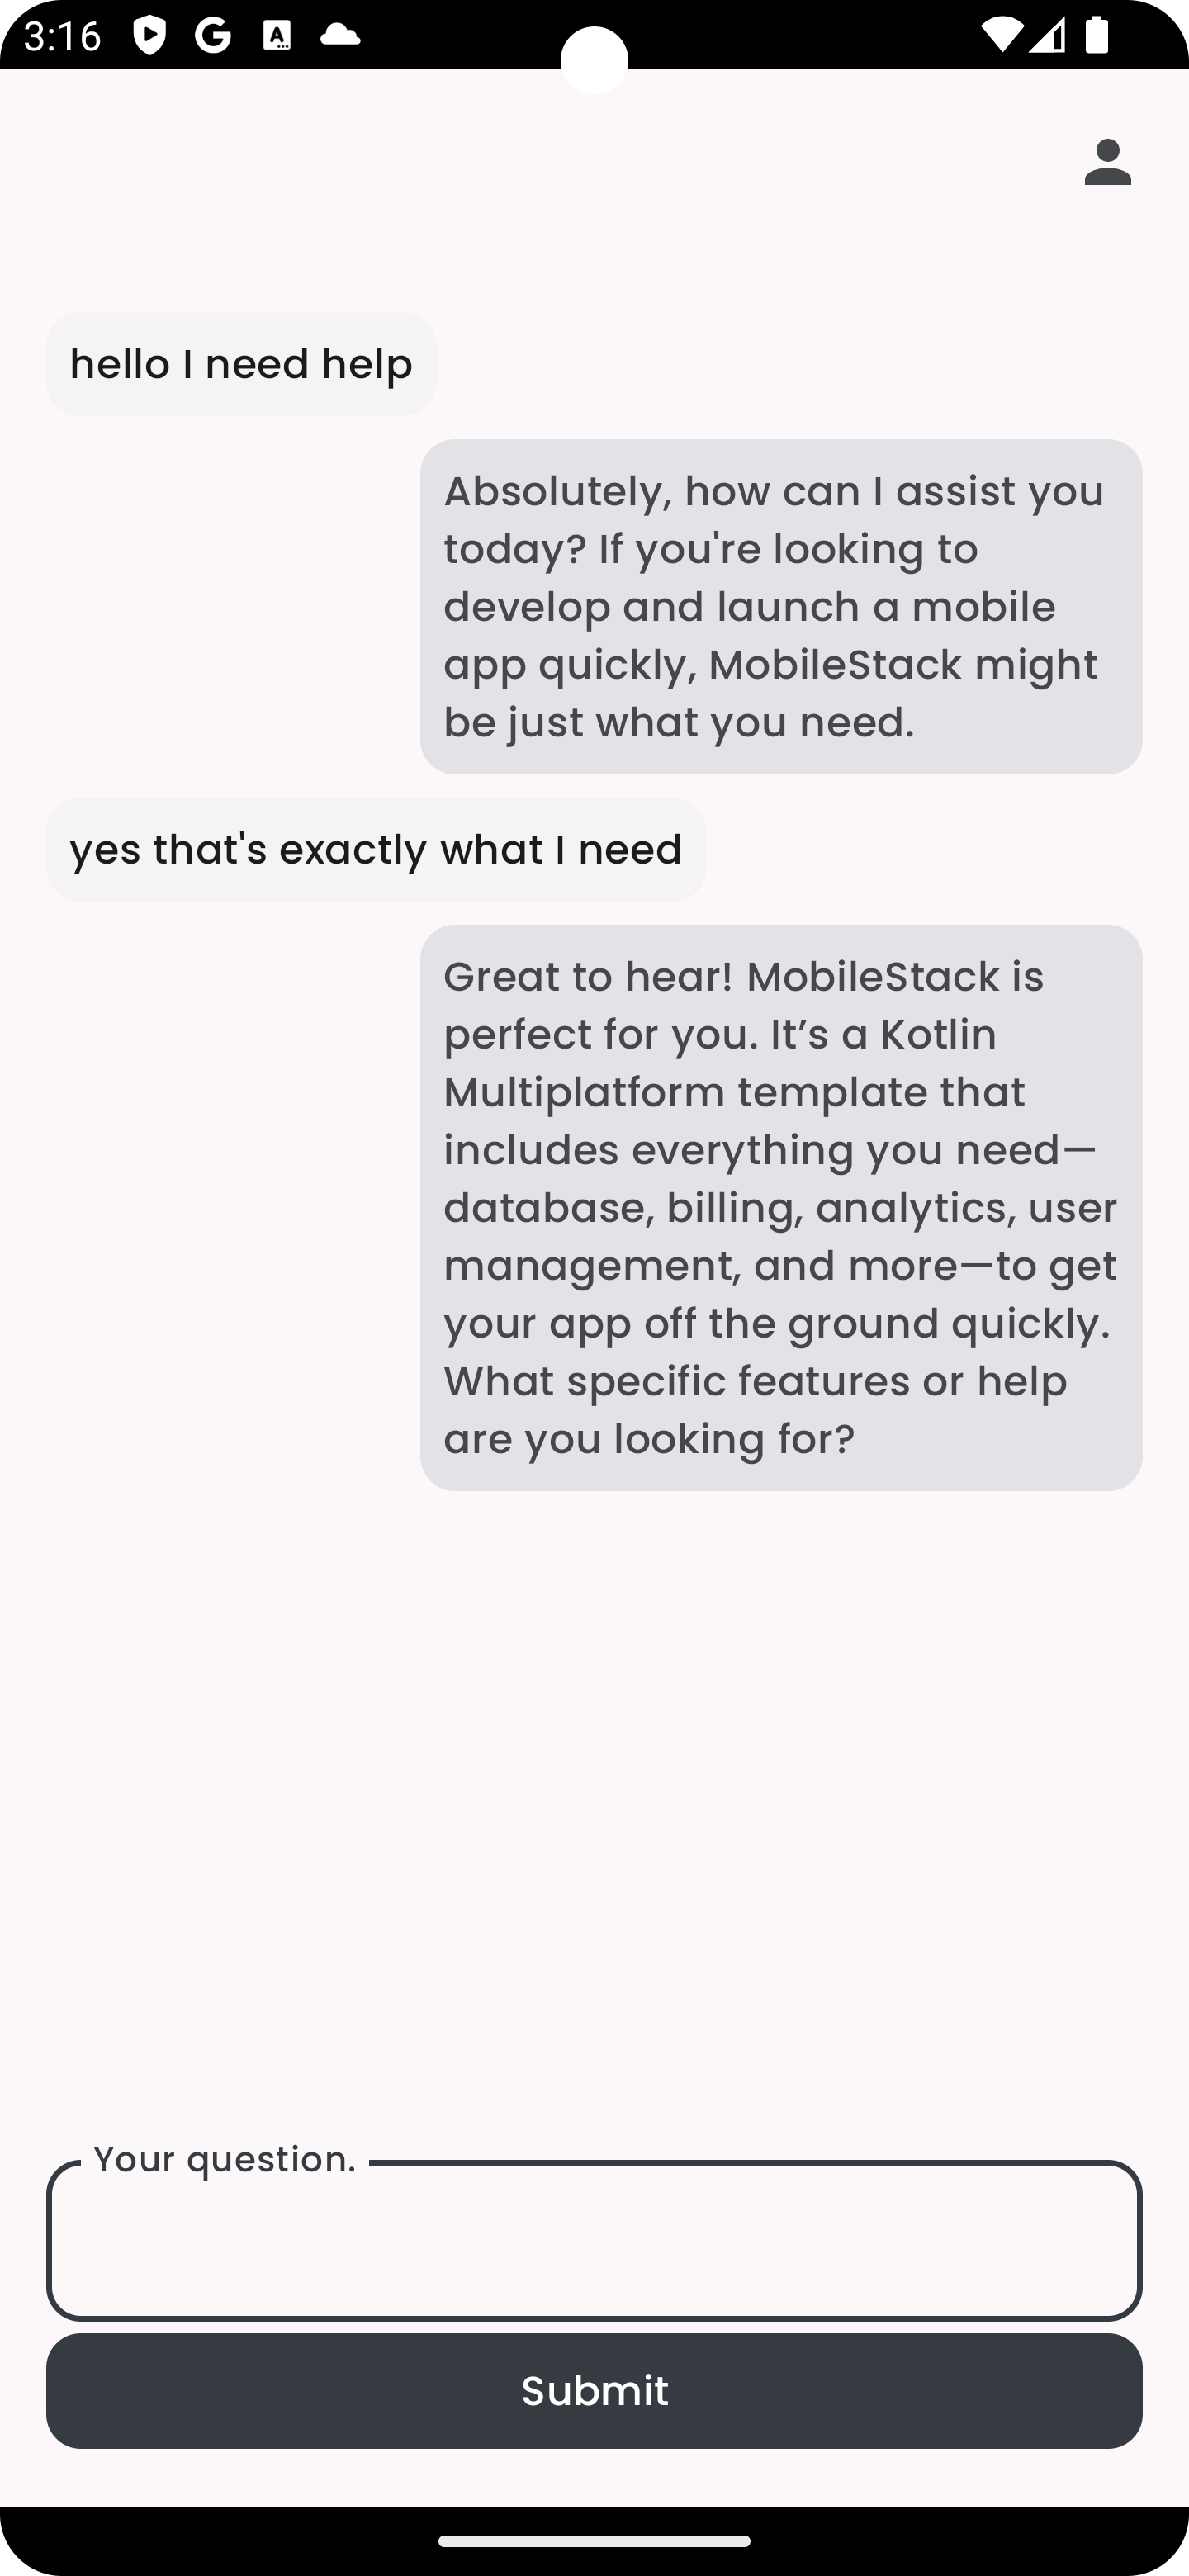 3:16
hello I need help
Absolutely, how can I assist you
today? If you're looking to
develop and launch a mobile
app quickly, MobileStack might
be just what you need.
yes that's exactly what I need
Great to hear! MobileStack is
perfect for you. It’s a Kotlin
Multiplatform template that
includes everything you need—
database, billing, analytics, user
management, and more—to get
your app off the ground quickly.
What specific features or help
are you looking for?
Your question.
Submit